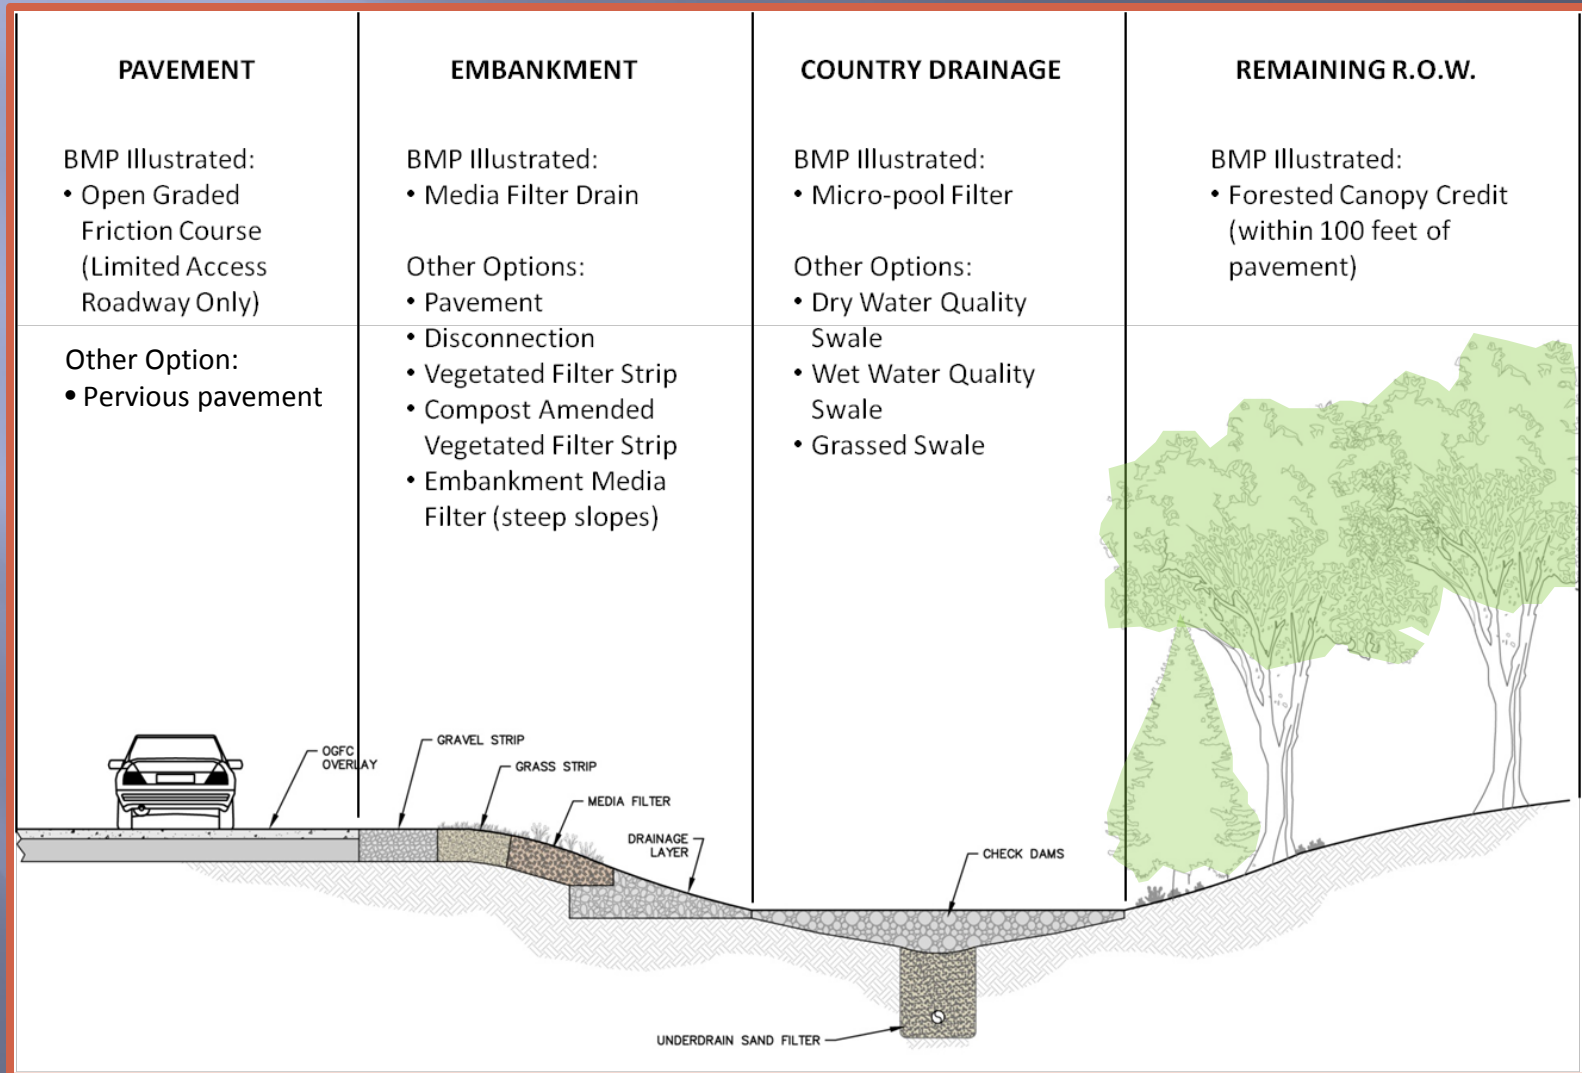 PAVEMENT
BMP Illustrated:
• Open Graded
Friction Course
(Limited Access
Roadway Only)
Other Option:
• Pervious pavement
EMBANKMENT
BMP Illustrated:
• Media Filter Drain
Other Options:
• Pavement
• Disconnection
• Vegetated Filter Strip
• Compost Amended
Vegetated Filter Strip
• Embankment Media
Filter (steep slopes)
COUNTRY DRAINAGE
BMP Illustrated:
• Micro-pool Filter
Other Options:
• Dry Water Quality
Swale
• Wet Water Quality
Swale
• Grassed Swale
REMAINING R.O.W.
BMP Illustrated:
• Forested Canopy Credit
(within 100 feet of
pavement)
OGFC
OVERLAY
GRAVEL STRIP
GRASS STRIP
MEDIA FILTER
DRAINAGE
LAYER
CHECK DAMS
UNDERDRAIN SAND FILTER